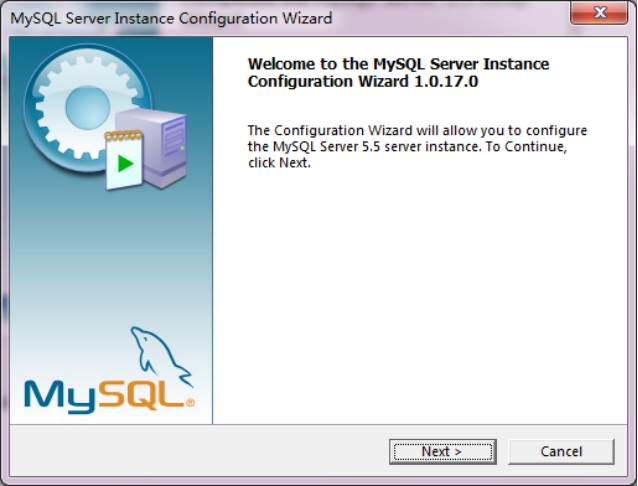 MySQL Server Instance Configuration Wizard
Welcome to the MySQL Server Instance
Configuration Wizard 1.0.17.0
The Configuration Wizard will allow you to configure
the MySQL Server 5.5 server instance. To Continue,
click Next.
MySQL®
Next >
Cancel